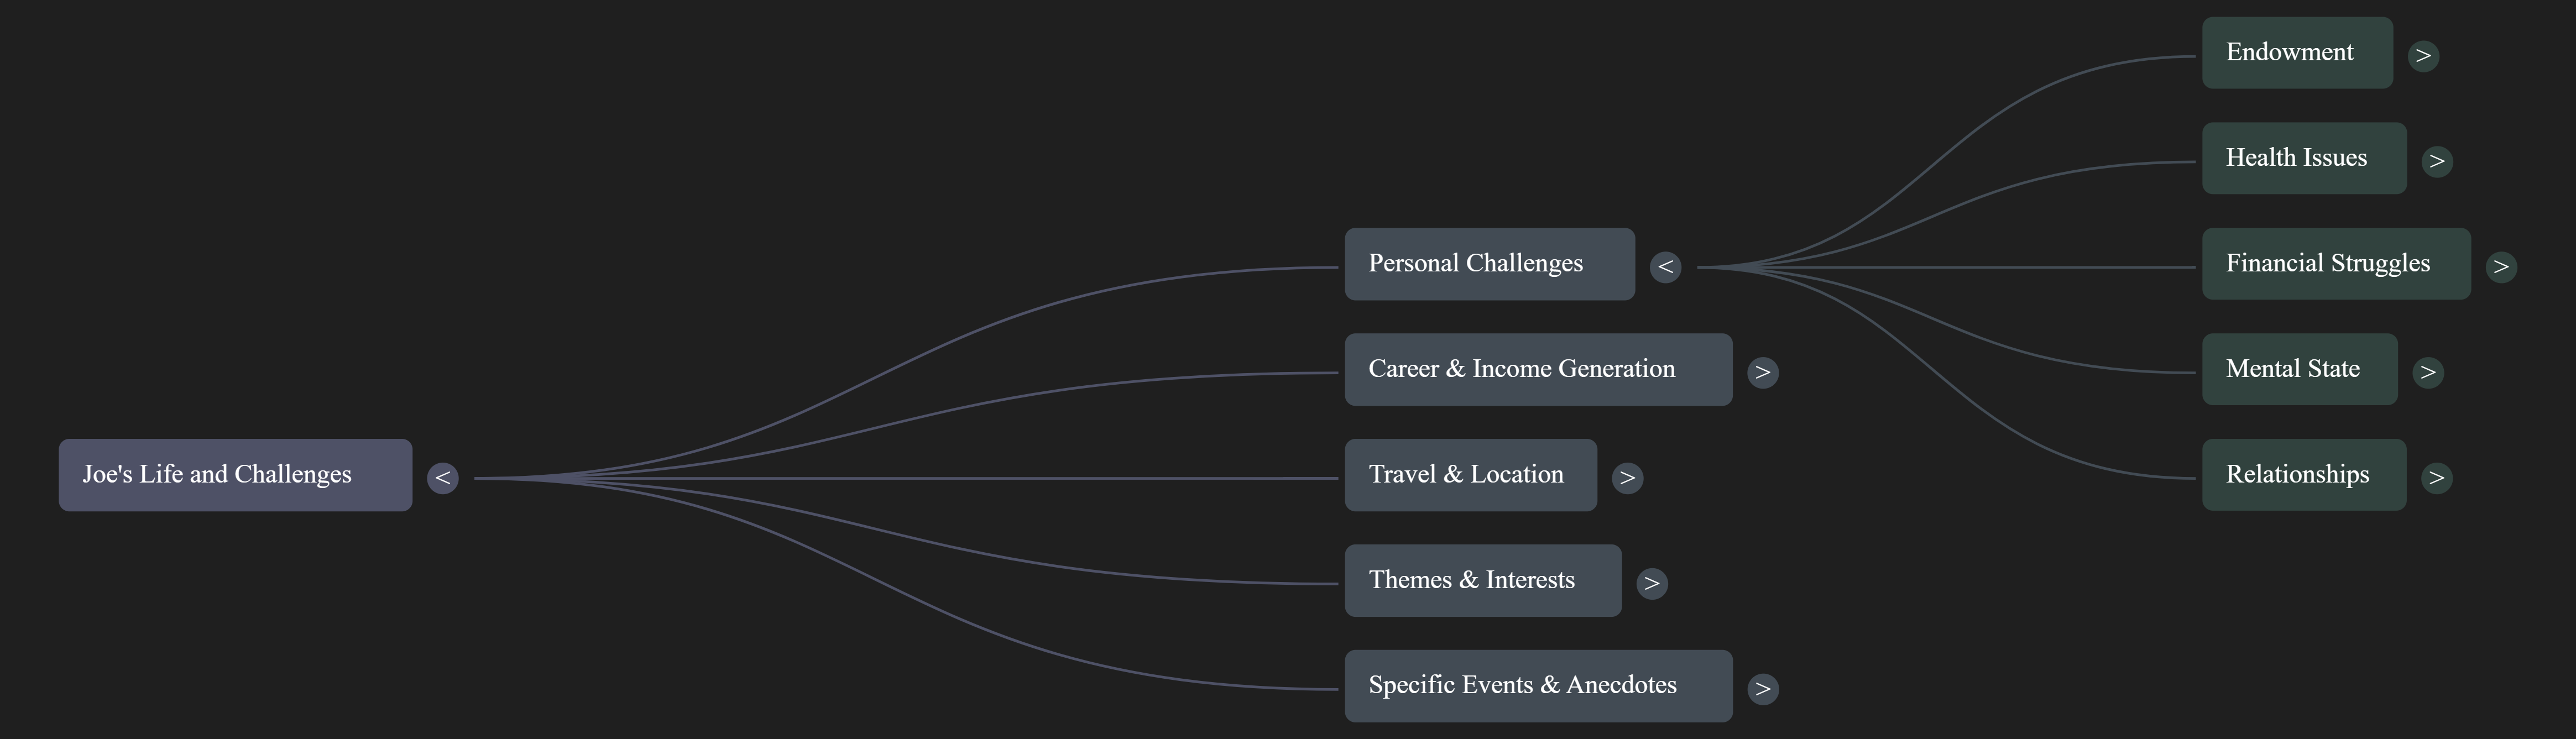 Joe's Life and Challenges
<
Personal Challenges
<
Career & Income Generation
>
Travel & Location
>
Themes & Interests
>
Specific Events & Anecdotes
>
Endowment
>
Health Issues
>
Financial Struggles
>
Mental State
>
Relationships
>